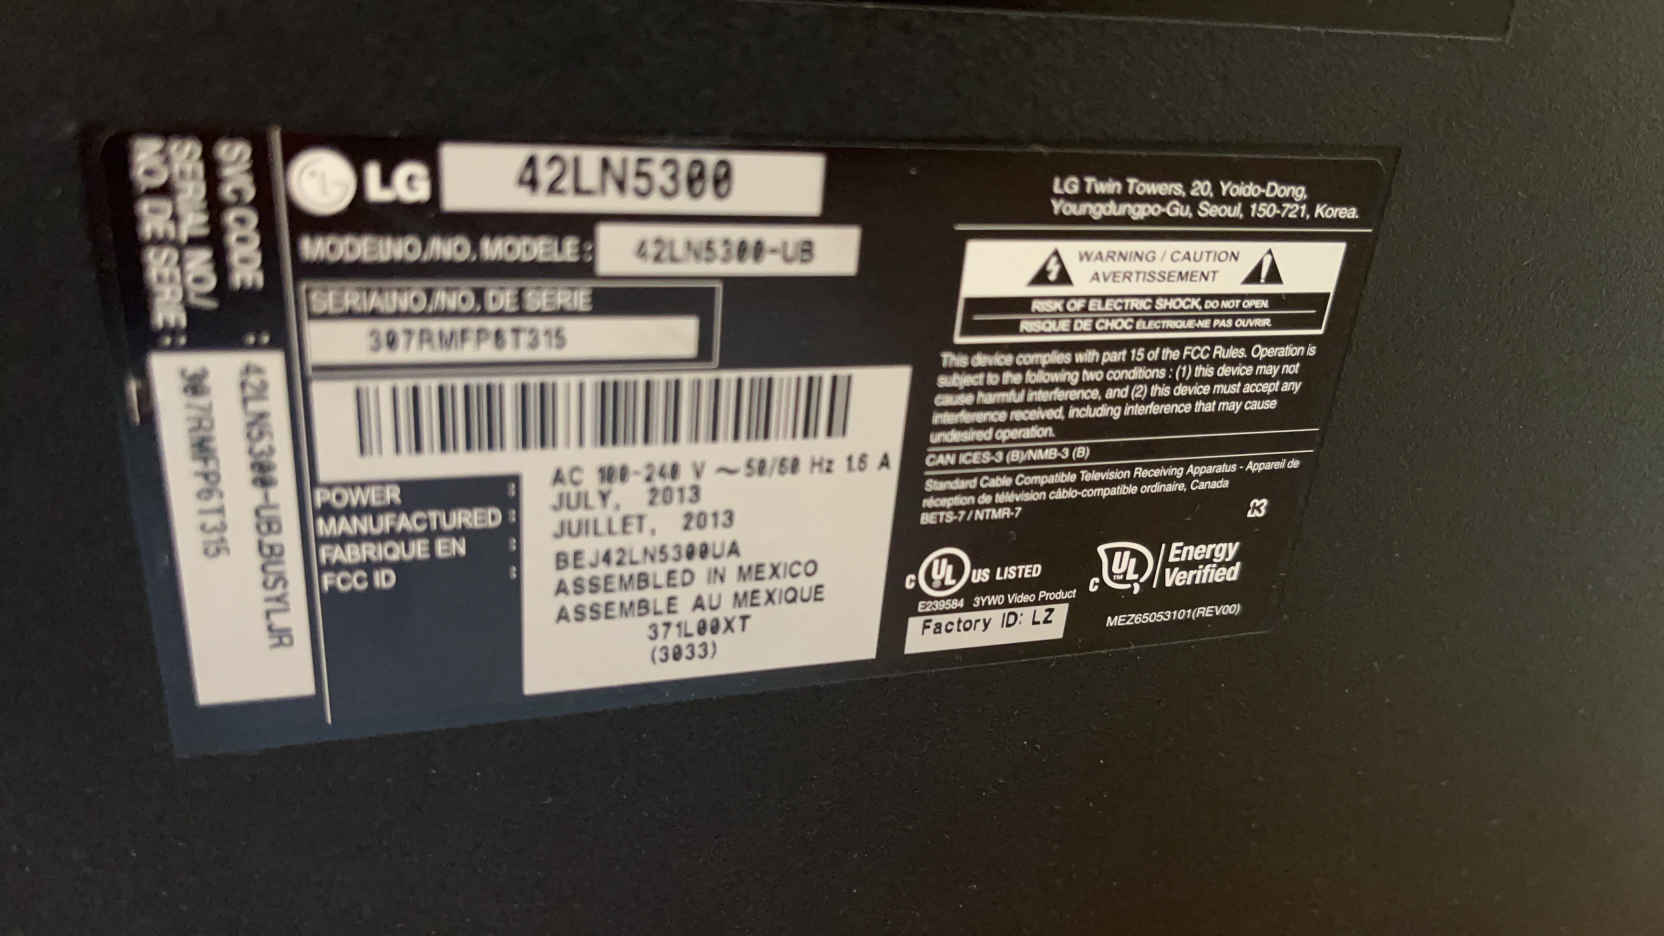 SVC CODE : 42LN5300-UB.BUSYLJR
SERIAL NO/
NO. DE SERIE : 307RMFP6T315
LG 42LN5300
MODEL NO./NO. MODELE : 42LN5300-UB
SERIAL NO./NO. DE SERIE
307RMFP6T315
POWER : AC 100-240 V ~ 50/60 Hz 1.6 A
MANUFACTURED : JULY, 2013
FABRIQUE EN : JUILLET, 2013
FCC ID : BEJ42LN5300UA
ASSEMBLED IN MEXICO
ASSEMBLE AU MEXIQUE
371L00XT
(3033)
LG Twin Towers, 20, Yoido-Dong,
Youngdungpo-Gu, Seoul, 150-721, Korea.
WARNING / CAUTION
AVERTISSEMENT
RISK OF ELECTRIC SHOCK, DO NOT OPEN.
RISQUE DE CHOC ÉLECTRIQUE-NE PAS OUVRIR.
This device complies with part 15 of the FCC Rules. Operation is
subject to the following two conditions : (1) this device may not
cause harmful interference, and (2) this device must accept any
interference received, including interference that may cause
undesired operation.
CAN ICES-3 (B)/NMB-3 (B)
Standard Cable Compatible Television Receiving Apparatus - Appareil de
réception de télévision câblo-compatible ordinaire, Canada
BETS-7 / NTMR-7
C UL US LISTED
E239584 3YW0 Video Product
Factory ID: LZ
C UL Energy
Verified
MEZ65053101(REV00)